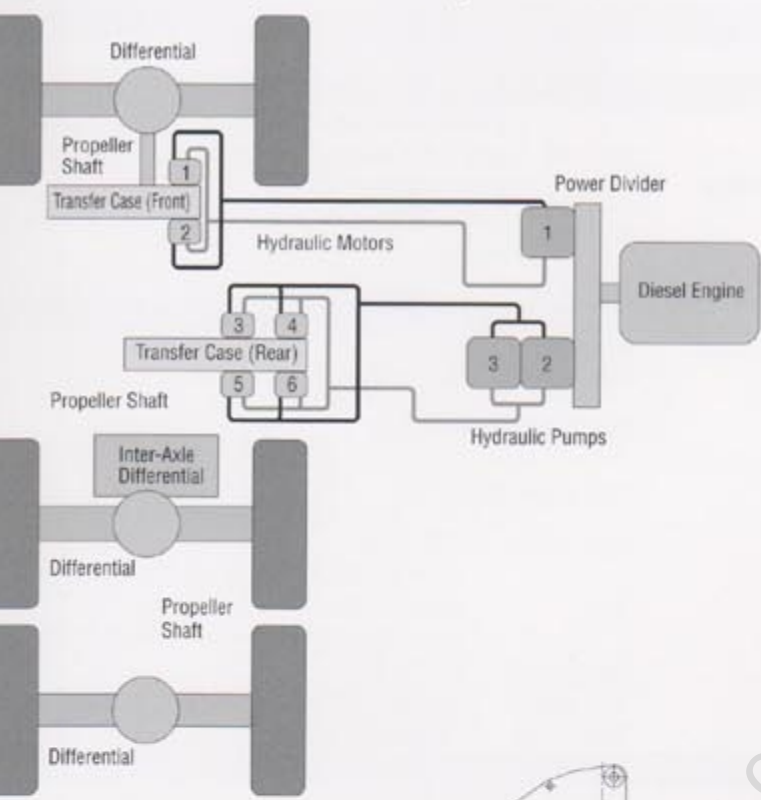 Differential
Propeller
Shaft
1
Power Divider
Transfer Case (Front)
2
1
Hydraulic Motors
Diesel Engine
3
4
Transfer Case (Rear)
3
2
5
6
Propeller Shaft
Hydraulic Pumps
Inter-Axle
Differential
Differential
Propeller
Shaft
Differential